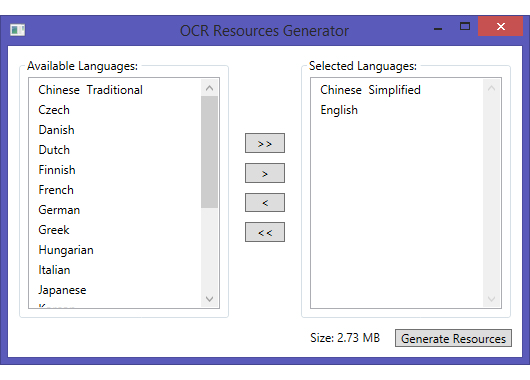 OCR Resources Generator
Available Languages:
Chinese Traditional
Czech
Danish
Dutch
Finnish
French
German
Greek
Hungarian
Italian
Japanese
>>
>
<
<<
Selected Languages:
Chinese Simplified
English
Size: 2.73 MB
Generate Resources